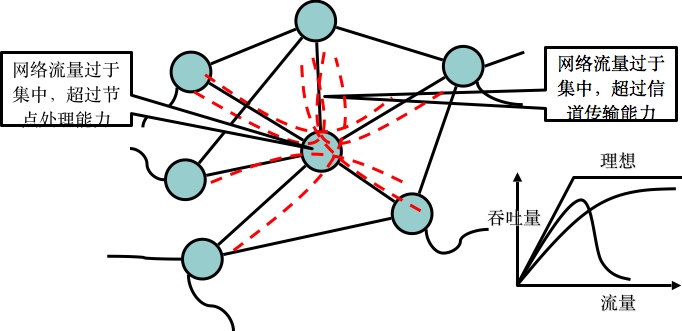 网络流量过于
集中，超过节
点处理能力
网络流量过于
集中，超过信
道传输能力
理想
吞吐量
流量